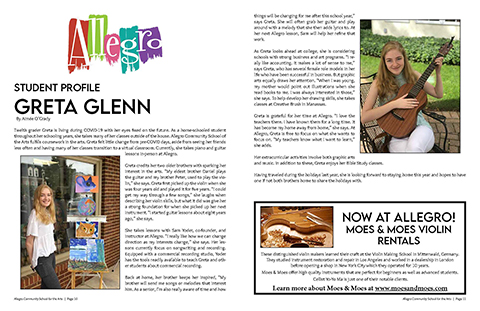 Allegro
STUDENT PROFILE
GRETA GLENN
By Annie O'Grady
Twelfth grader Greta is living during COVID-19 with her eyes fixed on the future. As a home-schooled student
throughout her schooling years, she takes many of her classes outside of the house. Allegro Community School of
the Arts fulfills coursework in the arts. Greta felt little change from pre-COVID days, aside from seeing her friends
less often and having many of her classes transition to a virtual classroom. Currently, she takes piano and guitar
lessons in-person at Allegro.
Greta credits her two older brothers with sparking her
interest in the arts. "My eldest brother Daniel plays
the guitar and my brother Peter, used to play the vio-
lin," she says. Greta first picked up the violin when she
was four years old and played it for five years. "I could
get my way through a few songs," she laughs when
describing her violin skills, but what it did was give her
a strong foundation for when she picked up her next
instrument. "I started guitar lessons about eight years
ago," she says.
She takes lessons with Sam Yoder, cofounder, and
instructor at Allegro. "I really like how we can change
direction as my interests change," she says. Her les-
sons currently focus on songwriting and recording.
Equipped with a commercial recording studio, Yoder
has the tools readily available to teach Greta and oth-
er students about commercial recording.
Back at home, her brother keeps her inspired, "My
brother will send me songs or melodies that interest
him. As a senior, I'm also really aware of time and how
Allegro Community School for the Arts | Page 10
things will be changing for me after this school year,"
says Greta. She will often grab her guitar and play
around with a melody that she then adds lyrics to. At
her next Allegro lesson, Sam will help her refine that
work.
As Greta looks ahead at college, she is considering
schools with strong business and art programs. "I re-
ally like accounting. It makes a lot of sense to me,"
says Greta, who has several female role models in her
life who have been successful in business. But graphic
arts equally draws her attention. "When I was young,
my mother would point out illustrations when she
read books to me. I was always interested in those,"
she says. To help develop her drawing skills, she takes
classes at Creative Brush in Manassas.
Greta is grateful for her time at Allegro. "I love the
teachers there. I have known them for a long time. It
has become my home away from home," she says. At
Allegro, Greta is free to focus on what she wants to
focus on, "My teachers know what I want to learn,"
she adds.
Her extracurricular activities involve both graphic arts
and music. In addition to these, Greta enjoys her Bible Study classes.
Having traveled during the holidays last year, she is looking forward to staying home this year and hopes to have
one if not both brothers home to share the holidays with.
NOW AT ALLEGRO!
MOES & MOES VIOLIN
RENTALS
These distinguished violin makers learned their craft at the Violin Making School in Mittenwald, Germany.
They studied instrument restoration and repair in Los Angeles and worked in a dealership in London
before opening a shop in New York City which they operated for 10 years.
Moes & Moes offer high quality instruments that are perfect for beginners as well as advanced students.
Learn more about Moes & Moes at www.moesandmoes.com
Allegro Community School for the Arts | Page 11